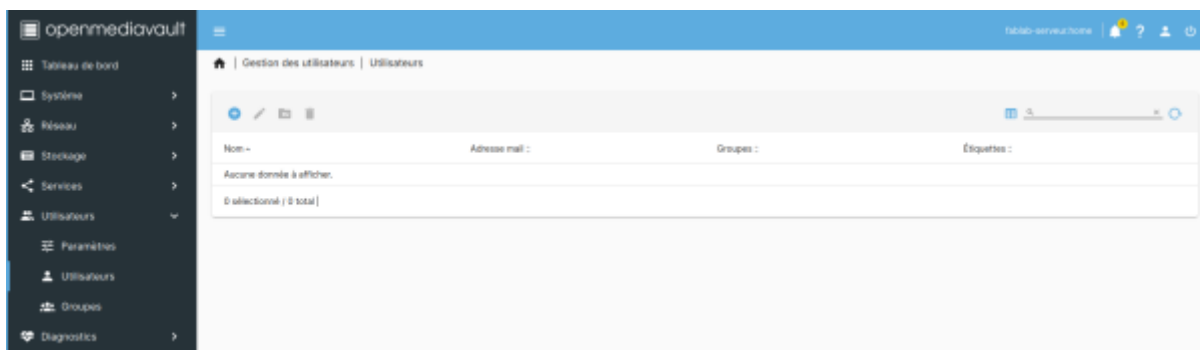 openmediavault
fablab-serveur.home
Tableau de bord
Gestion des utilisateurs | Utilisateurs
Système
Réseau
Stockage
Services
Utilisateurs
Paramètres
Utilisateurs
Groupes
Diagnostics
Nom
Adresse mail
Groupes
Étiquettes
Aucune donnée à afficher.
0 sélectionné / 0 total